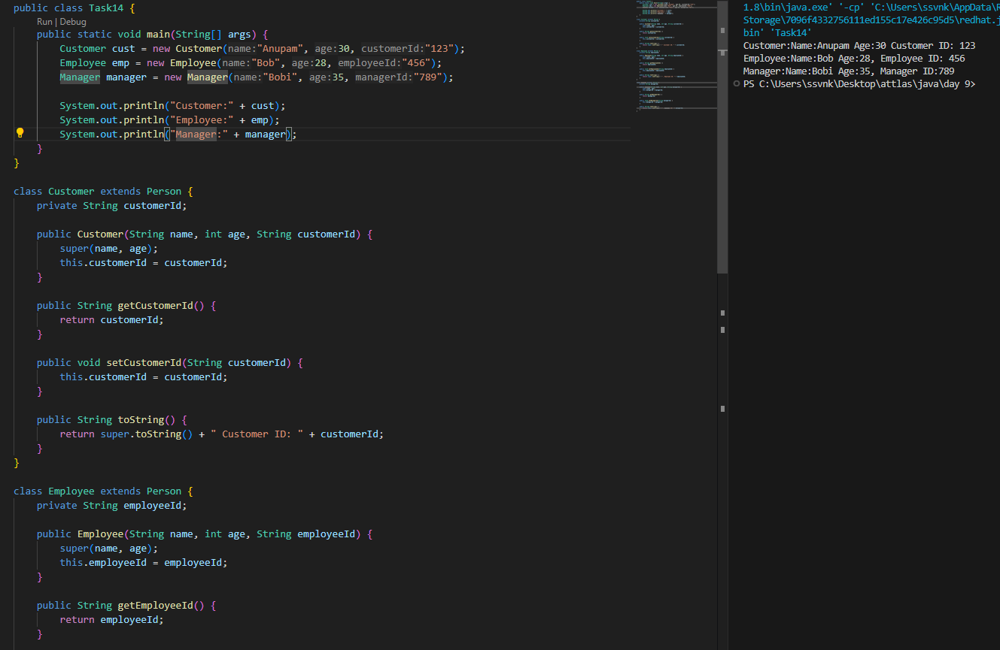 public class Task14 {
Run | Debug
public static void main(String[] args) {
Customer cust = new Customer(name:"Anupam", age:30, customerId:"123");
Employee emp = new Employee(name:"Bob", age:28, employeeId:"456");
Manager manager = new Manager(name:"Bobi", age:35, managerId:"789");
System.out.println("Customer:" + cust);
System.out.println("Employee:" + emp);
System.out.println("Manager:" + manager);
}
}
class Customer extends Person {
private String customerId;
public Customer(String name, int age, String customerId) {
super(name, age);
this.customerId = customerId;
}
public String getCustomerId() {
return customerId;
}
public void setCustomerId(String customerId) {
this.customerId = customerId;
}
public String toString() {
return super.toString() + " Customer ID: " + customerId;
}
}
class Employee extends Person {
private String employeeId;
public Employee(String name, int age, String employeeId) {
super(name, age);
this.employeeId = employeeId;
}
public String getEmployeeId() {
return employeeId;
}
1.8\bin\java.exe' '-cp' 'C:\Users\ssvnk\AppData\R
Storage\7096f4332756111ed155c17e426c95d5\redhat.j
bin' 'Task14'
Customer:Name:Anupam Age:30 Customer ID: 123
Employee:Name:Bob Age:28, Employee ID: 456
Manager:Name:Bobi Age:35, Manager ID:789
PS C:\Users\ssvnk\Desktop\attlas\java\day 9>